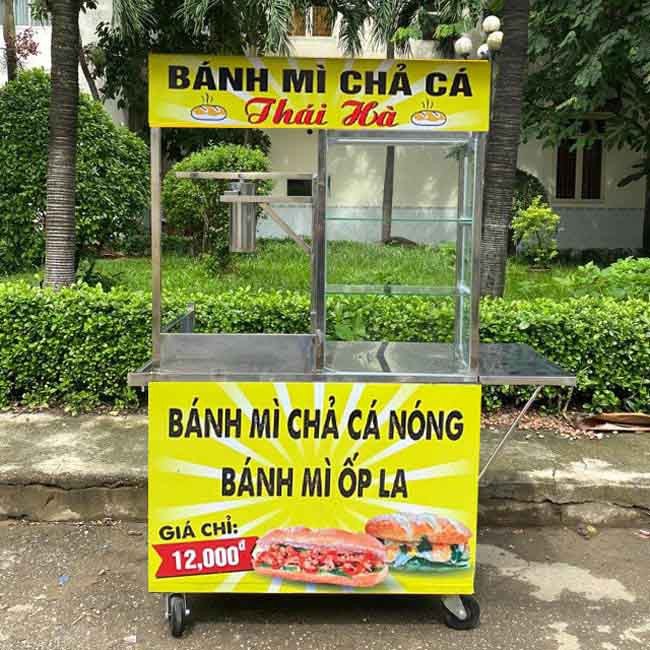 BÁNH MÌ CHẢ CÁ
Thái Hà
BÁNH MÌ CHẢ CÁ NÓNG
BÁNH MÌ ỐP LA
GIÁ CHỈ:
12,000đ